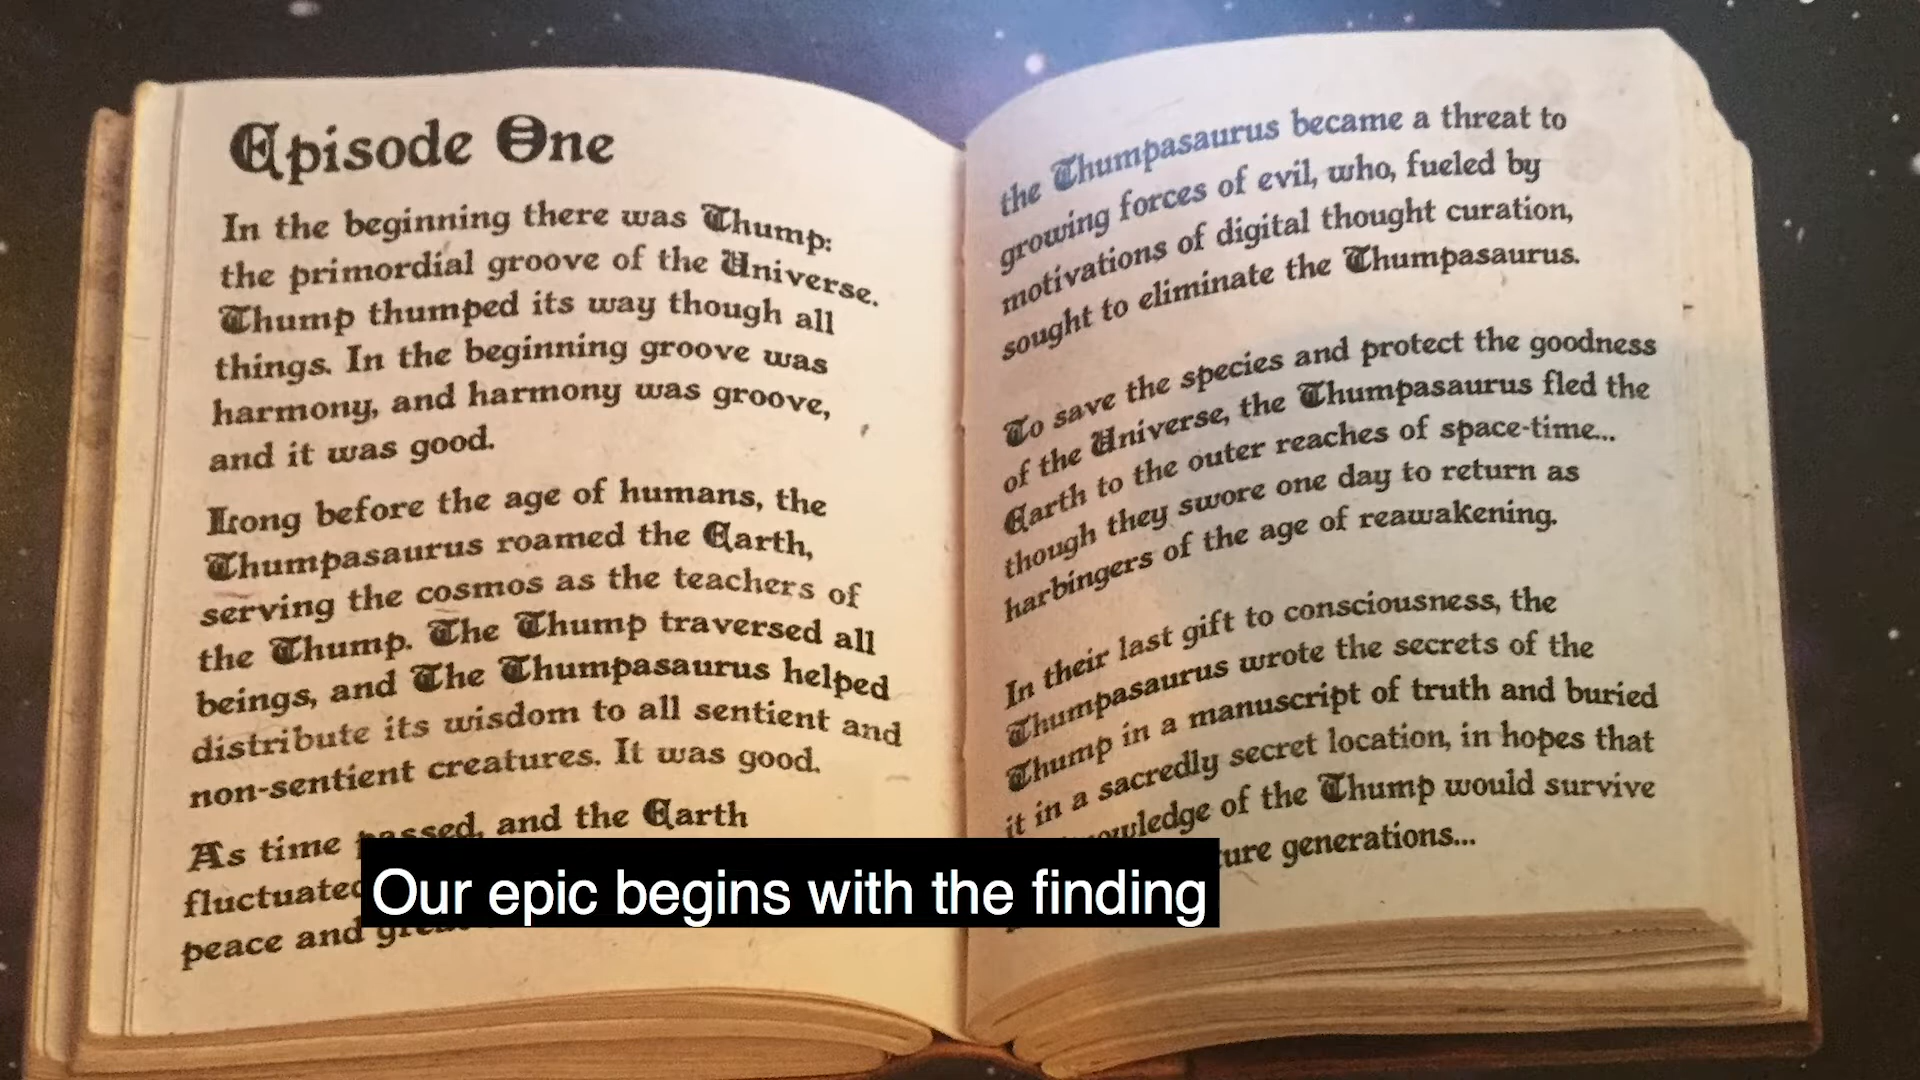 Episode One
In the beginning there was Thump:
the primordial groove of the Universe.
Thump thumped its way though all
things. In the beginning groove was
harmony, and harmony was groove,
and it was good.
Long before the age of humans, the
Thumpasaurus roamed the Earth,
serving the cosmos as the teachers of
the Thump. The Thump traversed all
beings, and The Thumpasaurus helped
distribute its wisdom to all sentient and
non-sentient creatures. It was good.
As time passed, and the Earth
fluctuated
peace and
the Thumpasaurus became a threat to
growing forces of evil, who, fueled by
motivations of digital thought curation,
sought to eliminate the Thumpasaurus.
To save the species and protect the goodness
of the Universe, the Thumpasaurus fled the
Earth to the outer reaches of space-time...
though they swore one day to return as
harbingers of the age of reawakening.
In their last gift to consciousness, the
Thumpasaurus wrote the secrets of the
Thump in a manuscript of truth and buried
it in a sacredly secret location, in hopes that
knowledge of the Thump would survive
generations...
Our epic begins with the finding